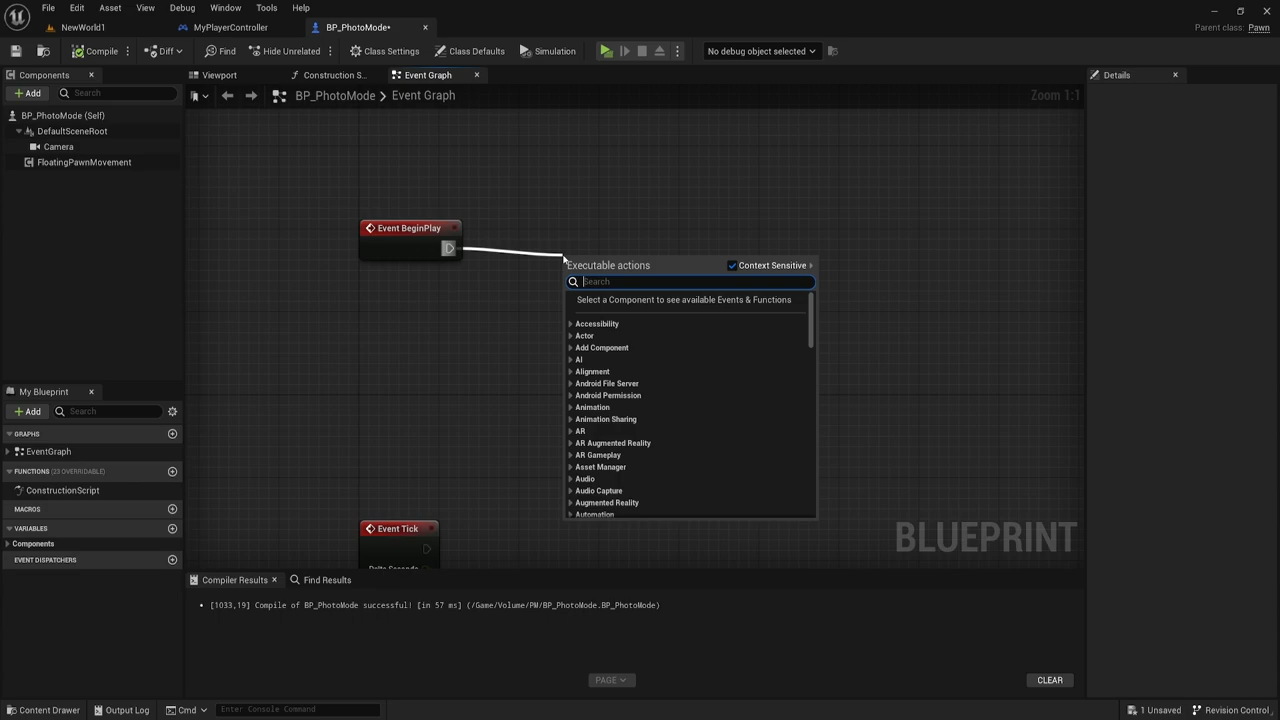 File Edit Asset View Debug Window Tools Help
NewWorld1 MyPlayerController BP_PhotoMode•
Parent class: Pawn
Compile Diff Find Hide Unrelated Class Settings Class Defaults Simulation No debug object selected
Components Viewport Construction S... Event Graph Details
Add Search
BP_PhotoMode Event Graph Zoom 1:1
BP_PhotoMode (Self)
DefaultSceneRoot
Camera
FloatingPawnMovement
Event BeginPlay
Executable actions Context Sensitive
Search
Select a Component to see available Events & Functions
Accessibility
Actor
Add Component
AI
Alignment
Android File Server
Android Permission
Animation
Animation Sharing
AR
AR Augmented Reality
AR Gameplay
Asset Manager
Audio
Audio Capture
Augmented Reality
Automation
My Blueprint
Add Search
GRAPHS
EventGraph
FUNCTIONS (23 OVERRIDABLE)
ConstructionScript
MACROS
VARIABLES
Components
EVENT DISPATCHERS
Event Tick
Delta Seconds
BLUEPRINT
Compiler Results Find Results
• [1033,19] Compile of BP_PhotoMode successful! [in 57 ms] (/Game/Volume/PM/BP_PhotoMode.BP_PhotoMode)
PAGE CLEAR
Content Drawer Output Log Cmd Enter Console Command 1 Unsaved Revision Control